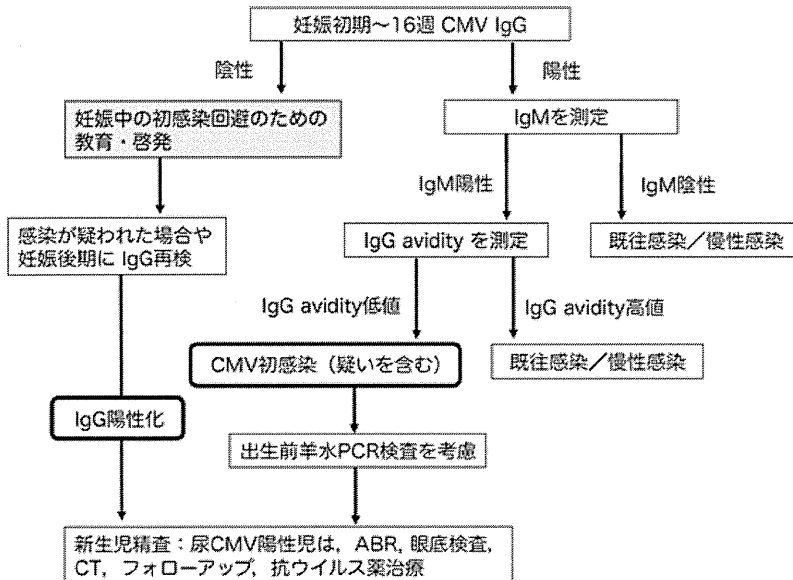 妊娠初期～16週 CMV IgG
陰性
陽性
妊娠中の初感染回避のための
教育・啓発
IgMを測定
IgM陽性
IgM陰性
感染が疑われた場合や
妊娠後期に IgG再検
IgG avidity を測定
既往感染／慢性感染
IgG avidity低値
IgG avidity高値
CMV初感染（疑いを含む）
既往感染／慢性感染
IgG陽性化
出生前羊水PCR検査を考慮
新生児精査：尿CMV陽性児は，ABR, 眼底検査，
CT，フォローアップ，抗ウイルス薬治療